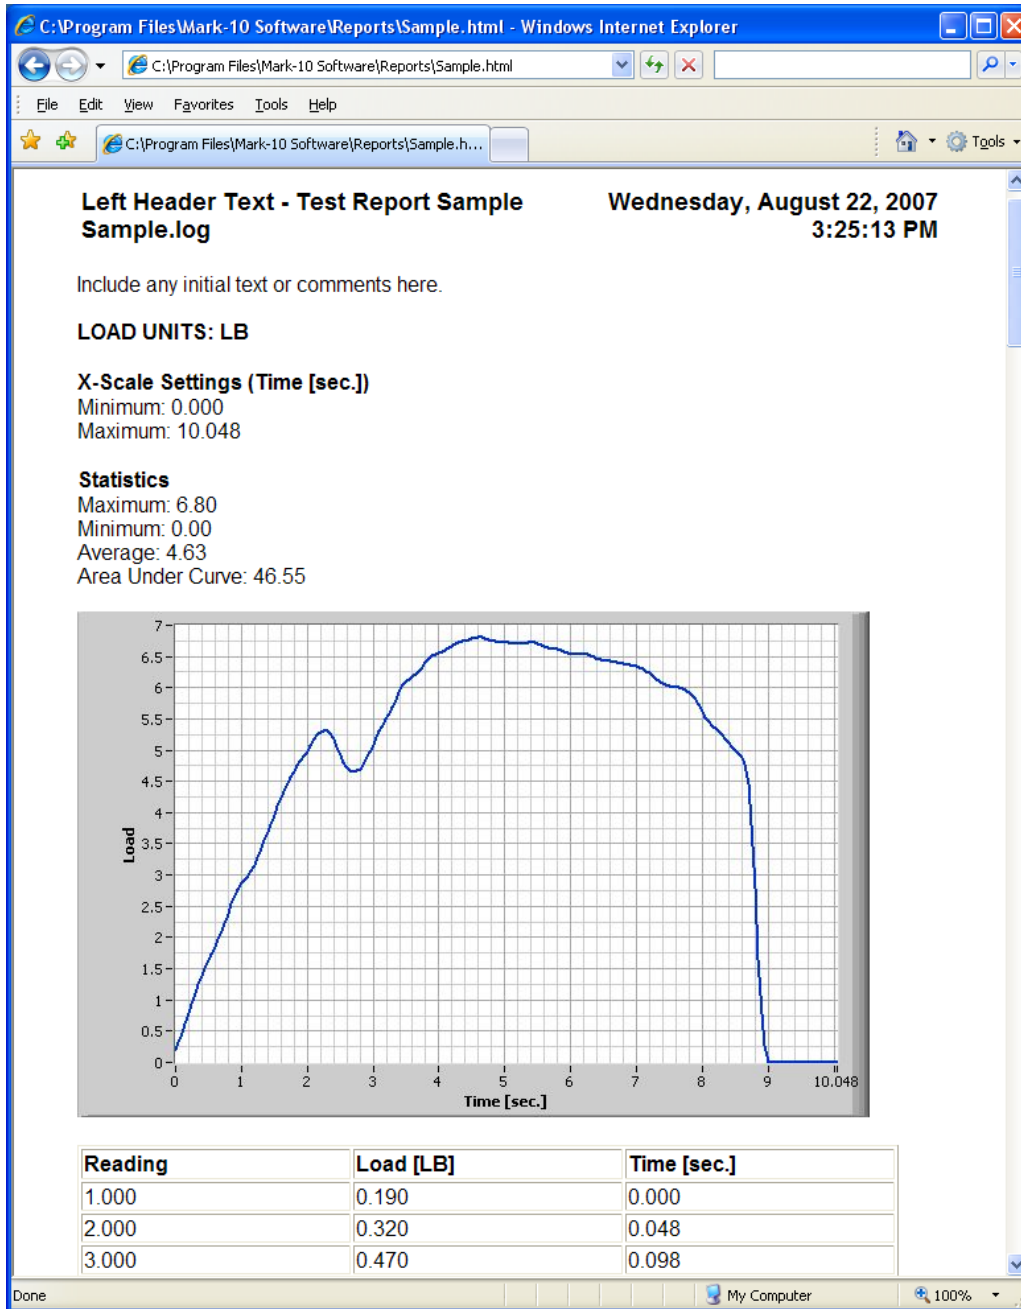 C:\Program Files\Mark-10 Software\Reports\Sample.html - Windows Internet Explorer
C:\Program Files\Mark-10 Software\Reports\Sample.html
File Edit View Favorites Tools Help
C:\Program Files\Mark-10 Software\Reports\Sample.h...
Tools
Left Header Text - Test Report Sample Wednesday, August 22, 2007
Sample.log 3:25:13 PM
Include any initial text or comments here.
LOAD UNITS: LB
X-Scale Settings (Time [sec.])
Minimum: 0.000
Maximum: 10.048
Statistics
Maximum: 6.80
Minimum: 0.00
Average: 4.63
Area Under Curve: 46.55
7
6.5
6
5.5
5
4.5
4
3.5
3
2.5
2
1.5
1
0.5
0
Load
0 1 2 3 4 5 6 7 8 9 10.048
Time [sec.]
Reading Load [LB] Time [sec.]
1.000 0.190 0.000
2.000 0.320 0.048
3.000 0.470 0.098
Done My Computer 100%